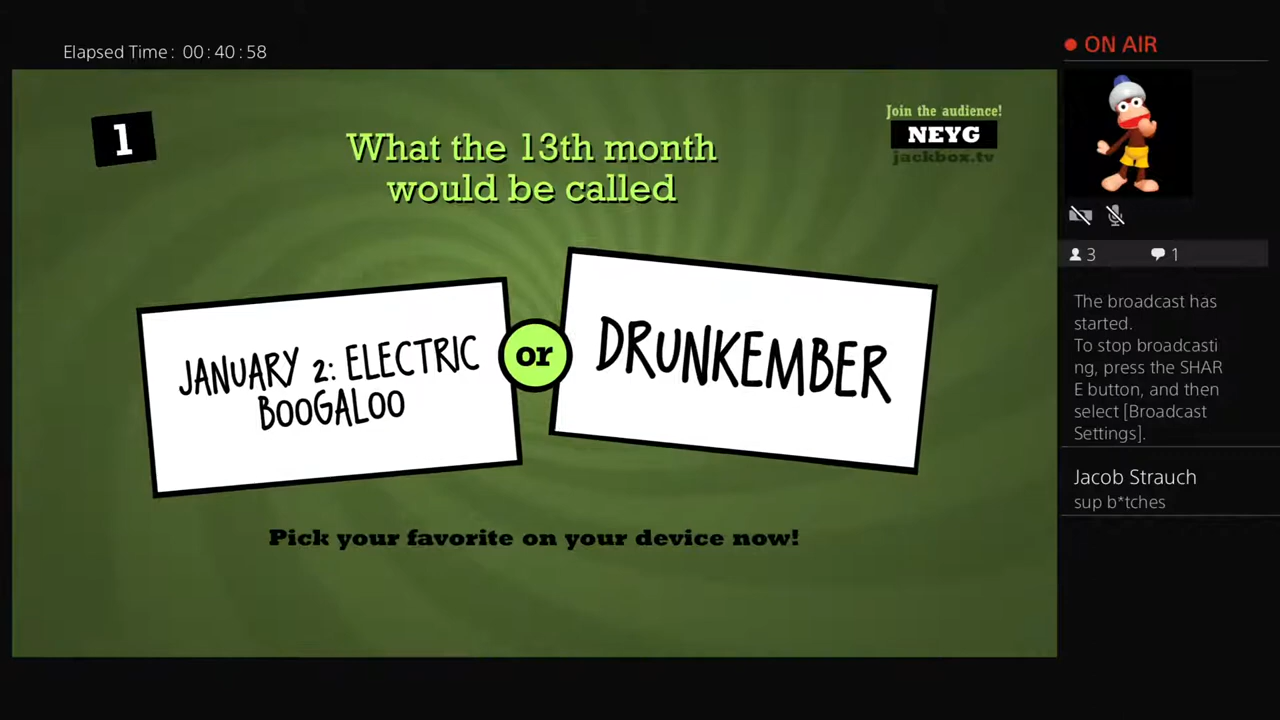 Elapsed Time: 00:40:58
ON AIR
1
What the 13th month
would be called
Join the audience!
NEYG
jackbox.tv
JANUARY 2: ELECTRIC
BOOGALOO
or
DRUNKEMBER
Pick your favorite on your device now!
3
1
The broadcast has
started.
To stop broadcasti
ng, press the SHAR
E button, and then
select [Broadcast
Settings].
Jacob Strauch
sup b*tches